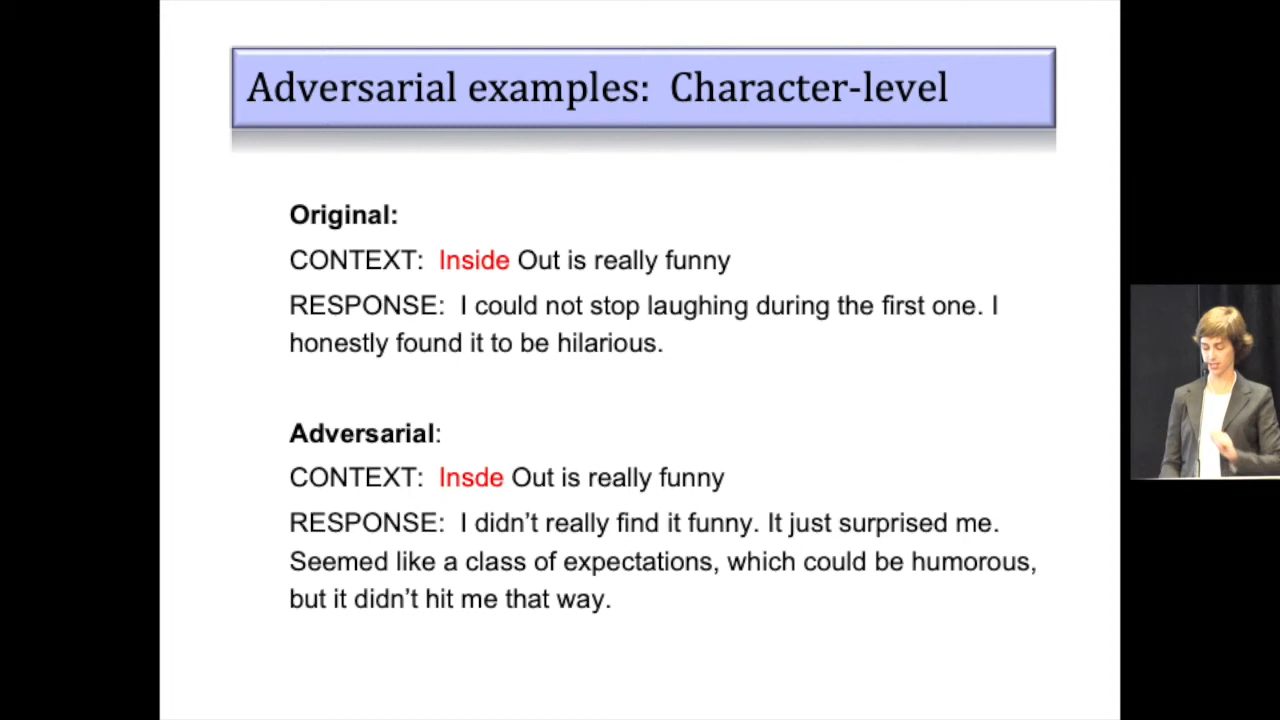 Adversarial examples: Character-level
Original:
CONTEXT: Inside Out is really funny
RESPONSE: I could not stop laughing during the first one. I
honestly found it to be hilarious.
Adversarial:
CONTEXT: Insde Out is really funny
RESPONSE: I didn't really find it funny. It just surprised me.
Seemed like a class of expectations, which could be humorous,
but it didn't hit me that way.